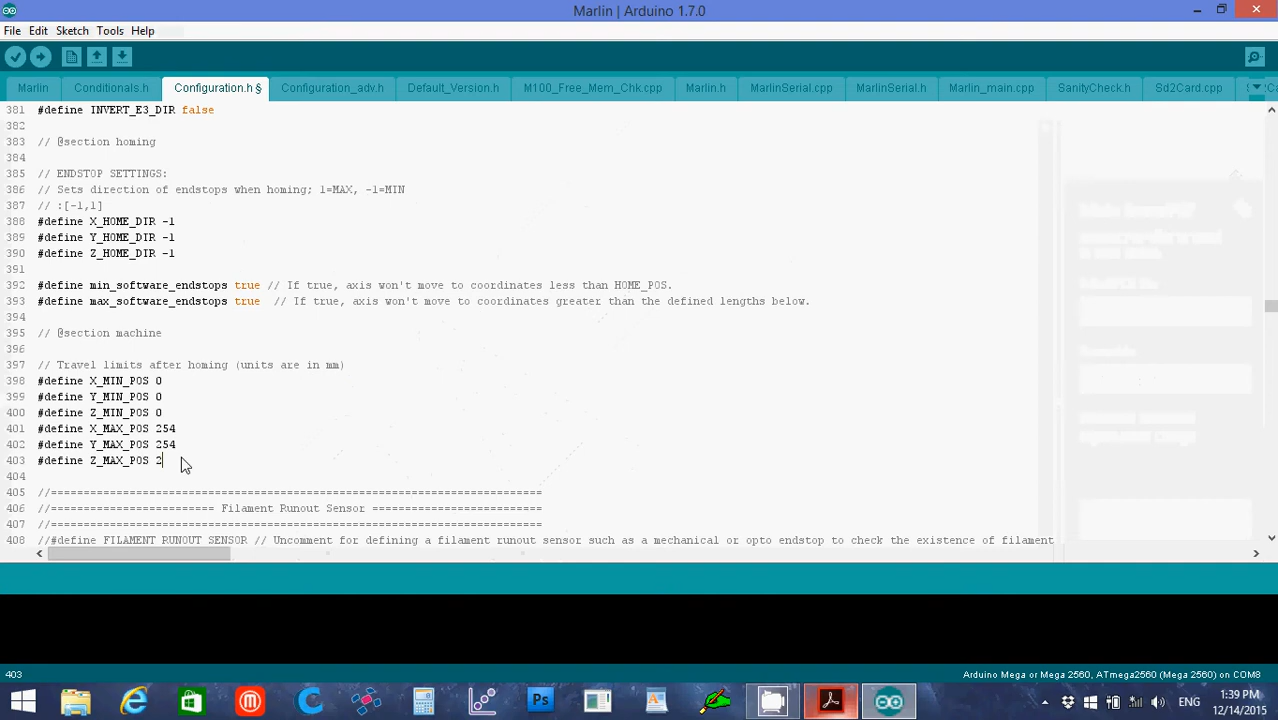 Marlin | Arduino 1.7.0
File Edit Sketch Tools Help
Marlin Conditionals.h Configuration.h § Configuration_adv.h Default_Version.h M100_Free_Mem_Chk.cpp Marlin.h MarlinSerial.cpp MarlinSerial.h Marlin_main.cpp SanityCheck.h Sd2Card.cpp
381 #define INVERT_E3_DIR false
382
383 // @section homing
384
385 // ENDSTOP SETTINGS:
386 // Sets direction of endstops when homing; 1=MAX, -1=MIN
387 // :[-1,1]
388 #define X_HOME_DIR -1
389 #define Y_HOME_DIR -1
390 #define Z_HOME_DIR -1
391
392 #define min_software_endstops true // If true, axis won't move to coordinates less than HOME_POS.
393 #define max_software_endstops true // If true, axis won't move to coordinates greater than the defined lengths below.
394
395 // @section machine
396
397 // Travel limits after homing (units are in mm)
398 #define X_MIN_POS 0
399 #define Y_MIN_POS 0
400 #define Z_MIN_POS 0
401 #define X_MAX_POS 254
402 #define Y_MAX_POS 254
403 #define Z_MAX_POS 2
404
405 //===========================================================================
406 //========================= Filament Runout Sensor ==========================
407 //===========================================================================
408 //#define FILAMENT_RUNOUT_SENSOR // Uncomment for defining a filament runout sensor such as a mechanical or opto endstop to check the existence of filament
403 Arduino Mega or Mega 2560, ATmega2560 (Mega 2560) on COM8
ENG
1:39 PM
12/14/2015